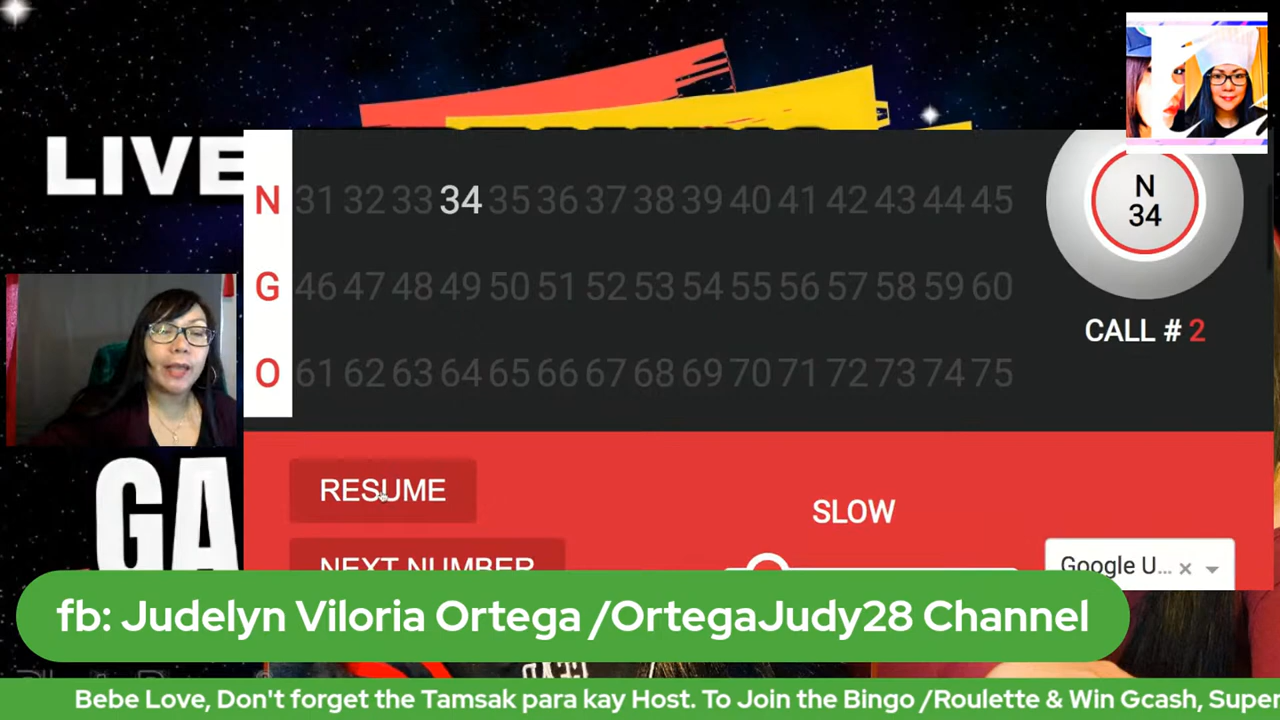 LIVE
N 31 32 33 34 35 36 37 38 39 40 41 42 43 44 45
G 46 47 48 49 50 51 52 53 54 55 56 57 58 59 60
O 61 62 63 64 65 66 67 68 69 70 71 72 73 74 75
N
34
CALL # 2
GA
RESUME
SLOW
NEXT NUMBER
Google U...
fb: Judelyn Viloria Ortega /OrtegaJudy28 Channel
Bebe Love, Don't forget the Tamsak para kay Host. To Join the Bingo /Roulette & Win Gcash, Super